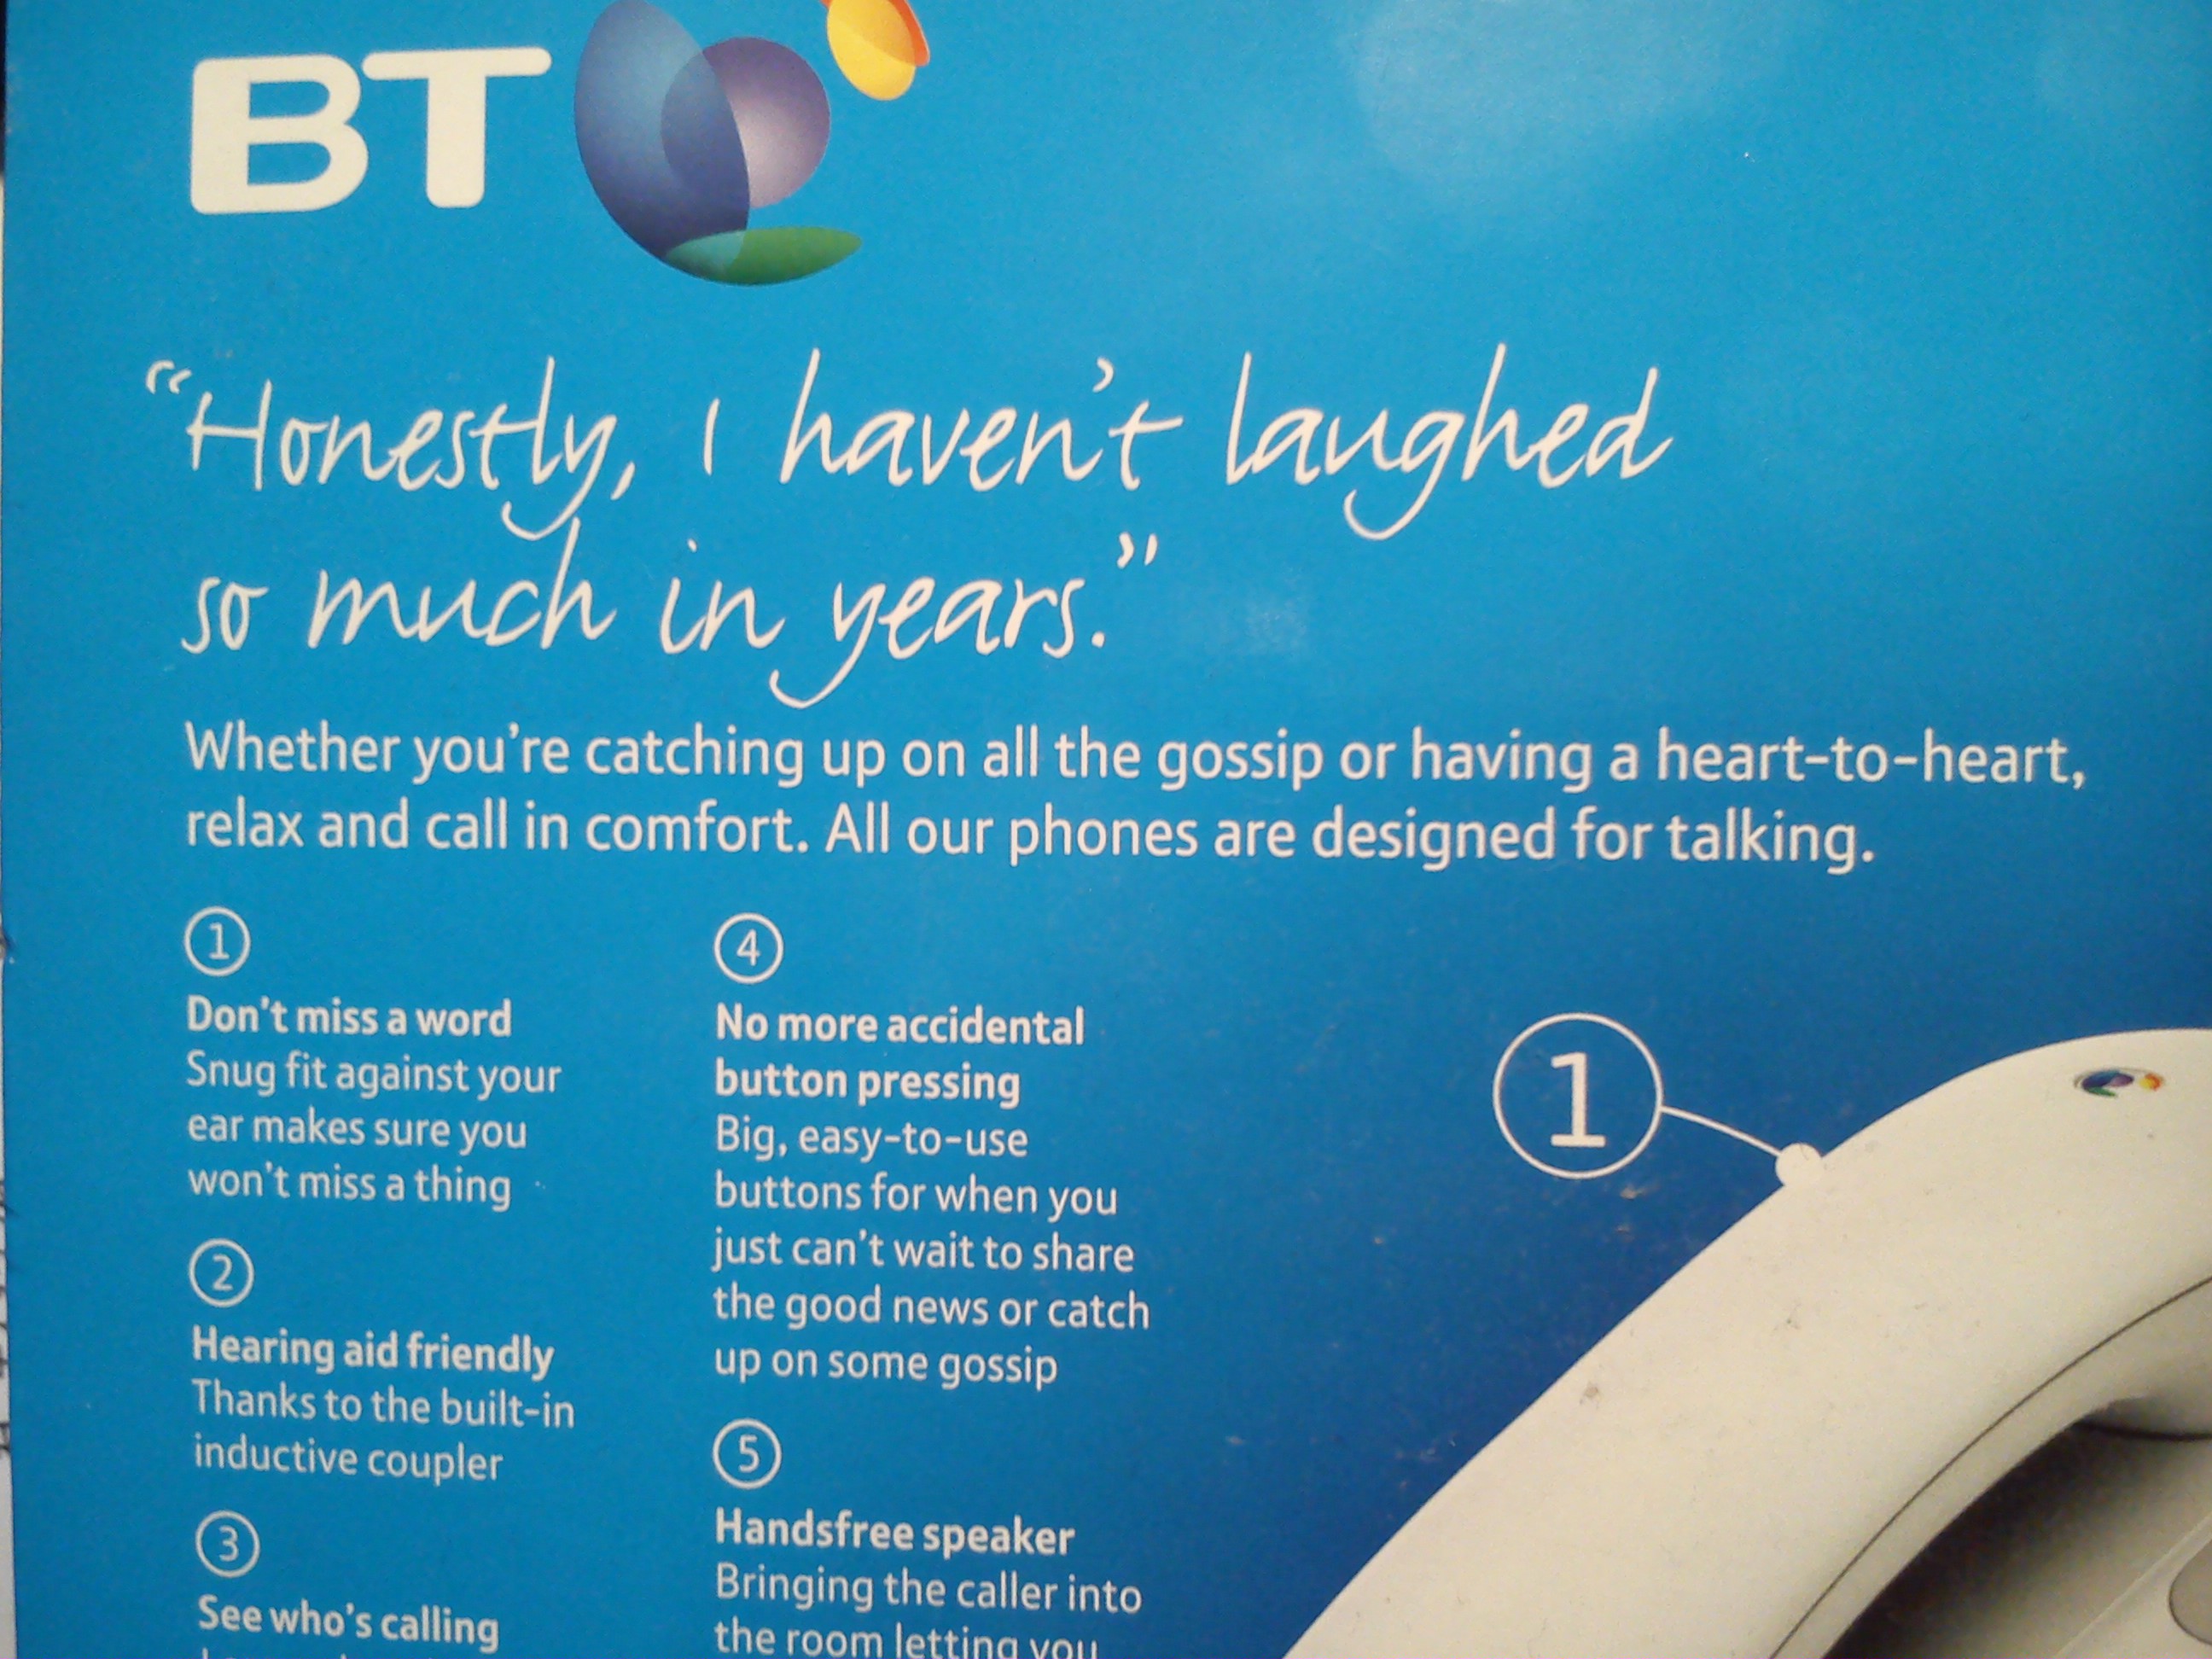 BT
“Honestly, I haven't laughed
so much in years.”
Whether you're catching up on all the gossip or having a heart-to-heart,
relax and call in comfort. All our phones are designed for talking.
1
Don't miss a word
Snug fit against your
ear makes sure you
won't miss a thing
2
Hearing aid friendly
Thanks to the built-in
inductive coupler
3
See who's calling
4
No more accidental
button pressing
Big, easy-to-use
buttons for when you
just can't wait to share
the good news or catch
up on some gossip
5
Handsfree speaker
Bringing the caller into
the room letting you
1